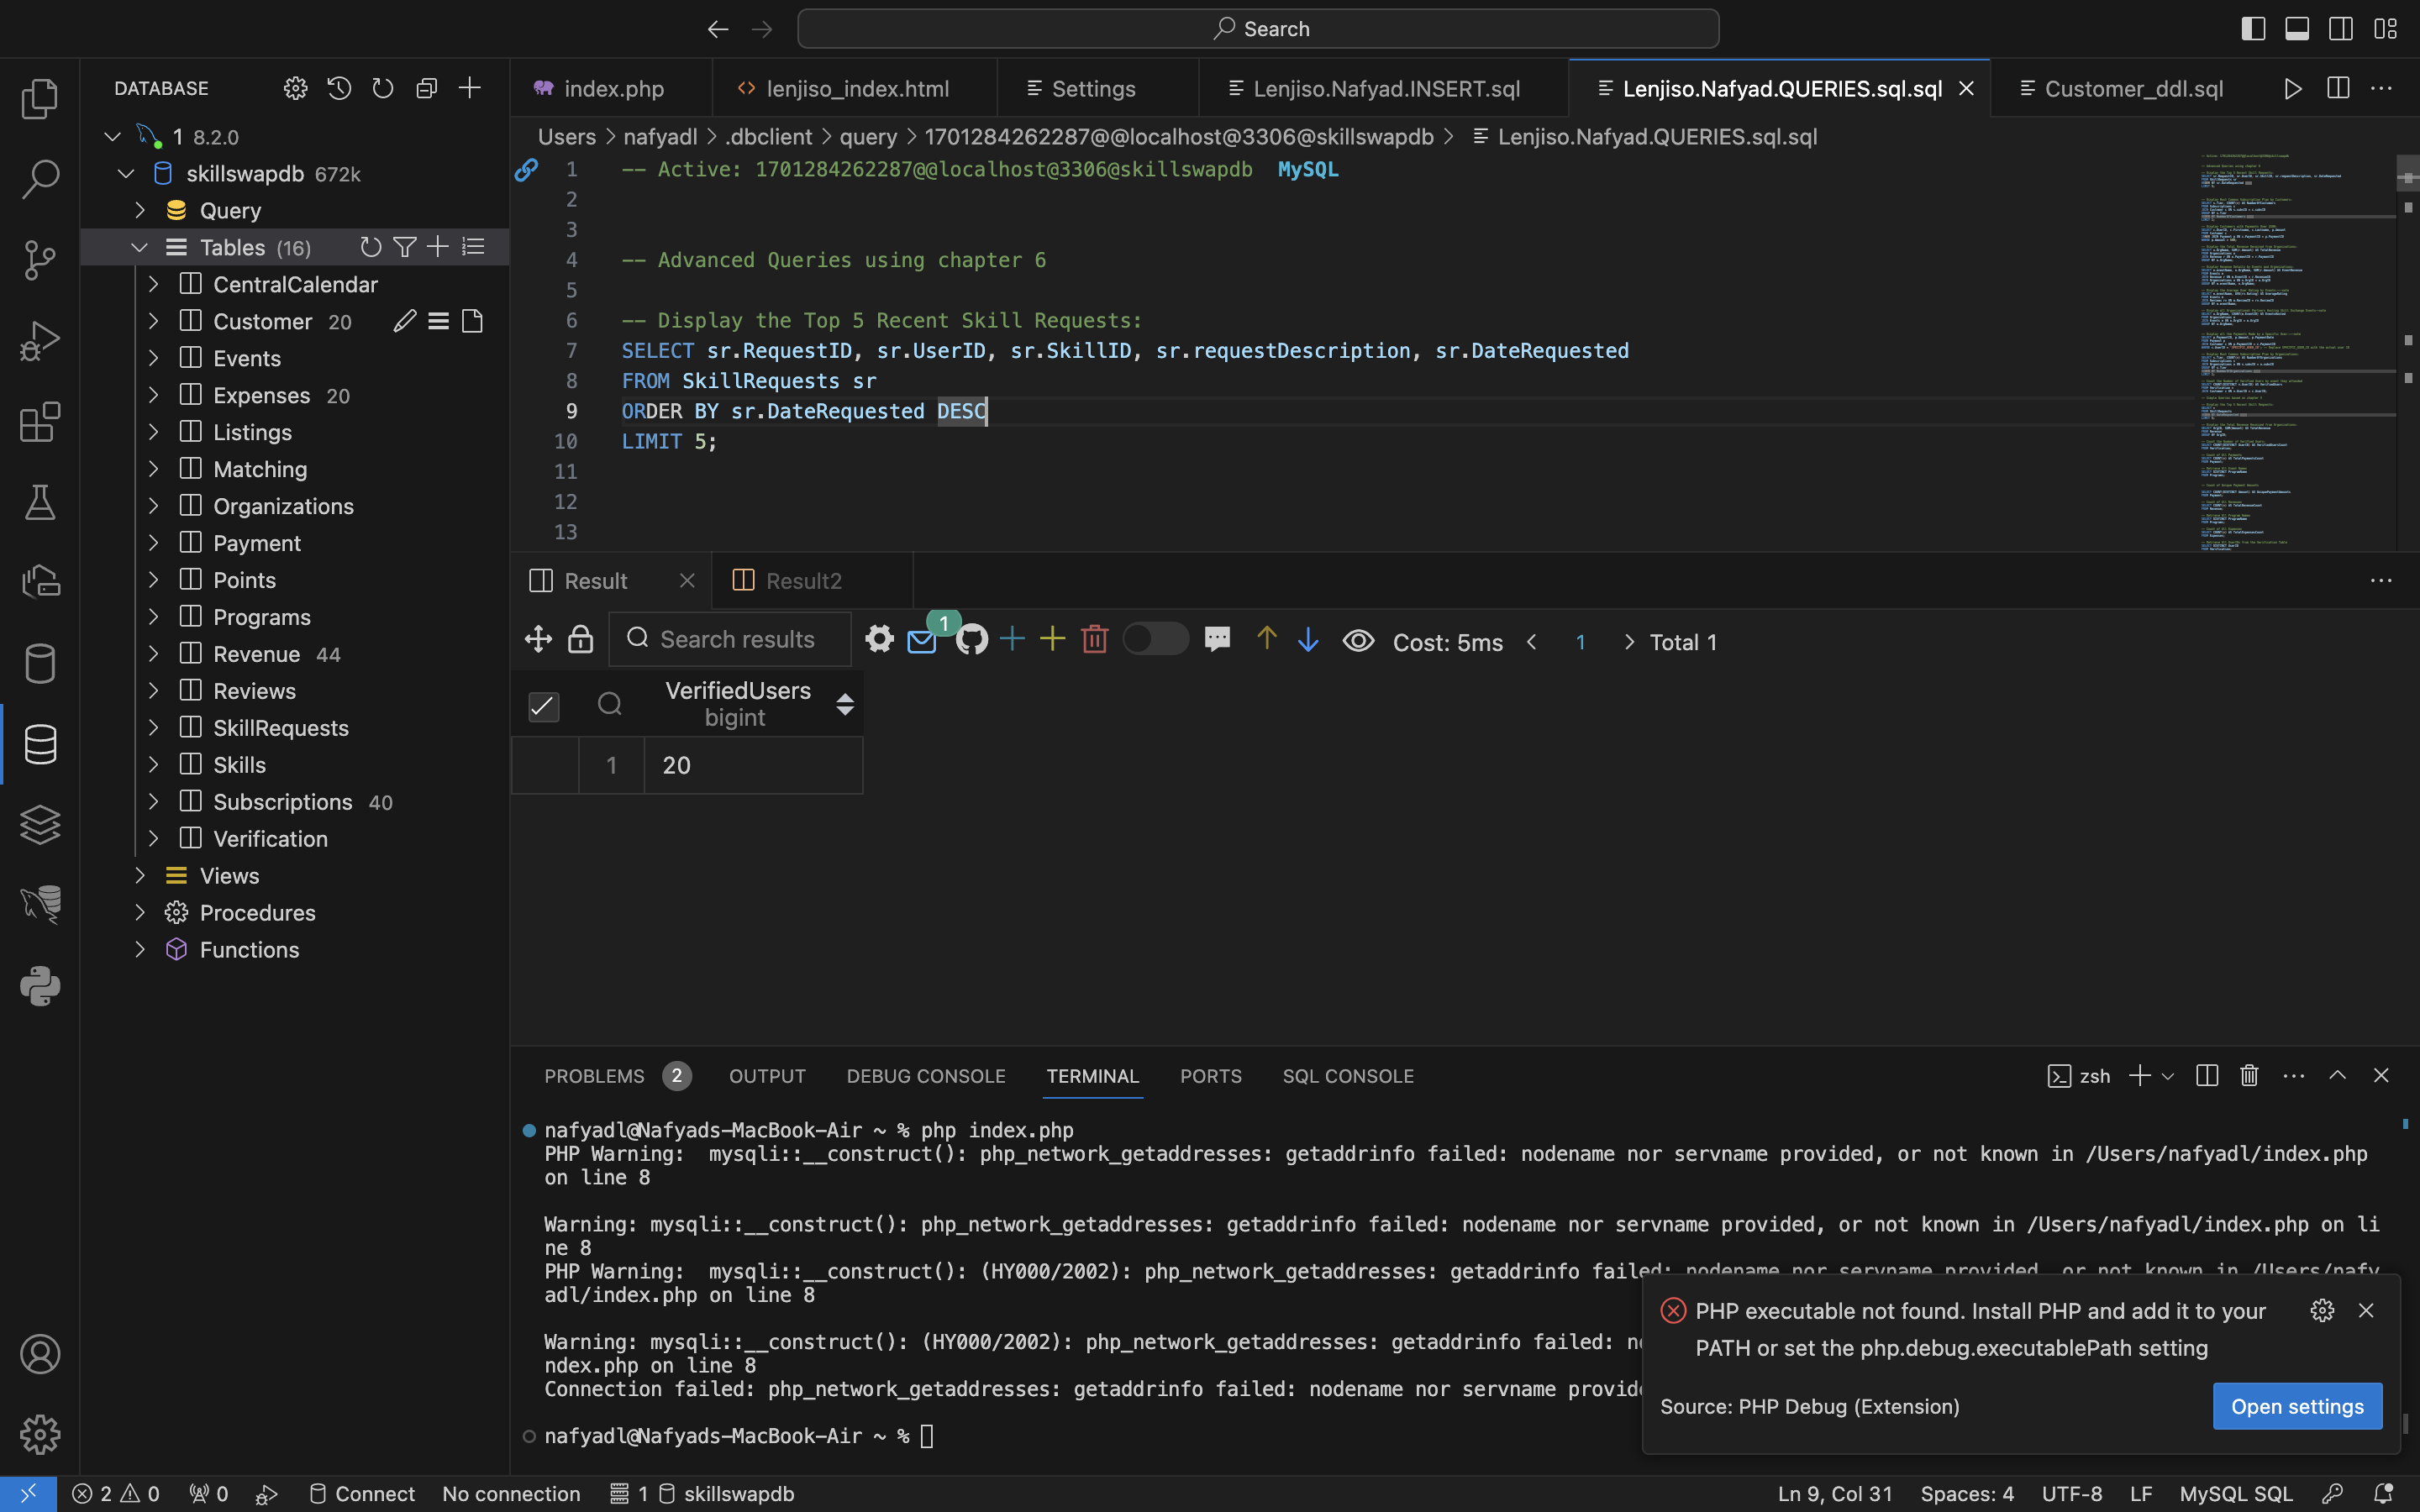 Search
DATABASE
index.php
lenjiso_index.html
Settings
Lenjiso.Nafyad.INSERT.sql
Lenjiso.Nafyad.QUERIES.sql.sql
Customer_ddl.sql
Users > nafyadl > .dbclient > query > 1701284262287@@localhost@3306@skillswapdb > Lenjiso.Nafyad.QUERIES.sql.sql
1 8.2.0
skillswapdb 672k
Query
Tables (16)
CentralCalendar
Customer 20
Events
Expenses 20
Listings
Matching
Organizations
Payment
Points
Programs
Revenue 44
Reviews
SkillRequests
Skills
Subscriptions 40
Verification
Views
Procedures
Functions
1 -- Active: 1701284262287@@localhost@3306@skillswapdb MySQL
2
3
4 -- Advanced Queries using chapter 6
5
6 -- Display the Top 5 Recent Skill Requests:
7 SELECT sr.RequestID, sr.UserID, sr.SkillID, sr.requestDescription, sr.DateRequested
8 FROM SkillRequests sr
9 ORDER BY sr.DateRequested DESC
10 LIMIT 5;
11
12
13
Result
Result2
Search results
1
Cost: 5ms
1
Total 1
VerifiedUsers
bigint
1 20
PROBLEMS 2 OUTPUT DEBUG CONSOLE TERMINAL PORTS SQL CONSOLE
zsh
nafyadl@Nafyads-MacBook-Air ~ % php index.php
PHP Warning:  mysqli::__construct(): php_network_getaddresses: getaddrinfo failed: nodename nor servname provided, or not known in /Users/nafyadl/index.php
on line 8
Warning: mysqli::__construct(): php_network_getaddresses: getaddrinfo failed: nodename nor servname provided, or not known in /Users/nafyadl/index.php on li
ne 8
PHP Warning:  mysqli::__construct(): (HY000/2002): php_network_getaddresses: getaddrinfo failed: nodename nor servname provided, or not known in /Users/nafy
adl/index.php on line 8
Warning: mysqli::__construct(): (HY000/2002): php_network_getaddresses: getaddrinfo failed:
ndex.php on line 8
Connection failed: php_network_getaddresses: getaddrinfo failed: nodename nor servname
nafyadl@Nafyads-MacBook-Air ~ %
PHP executable not found. Install PHP and add it to your
PATH or set the php.debug.executablePath setting
Source: PHP Debug (Extension)
Open settings
2 0 0 Connect No connection 1 skillswapdb
Ln 9, Col 31 Spaces: 4 UTF-8 LF MySQL SQL